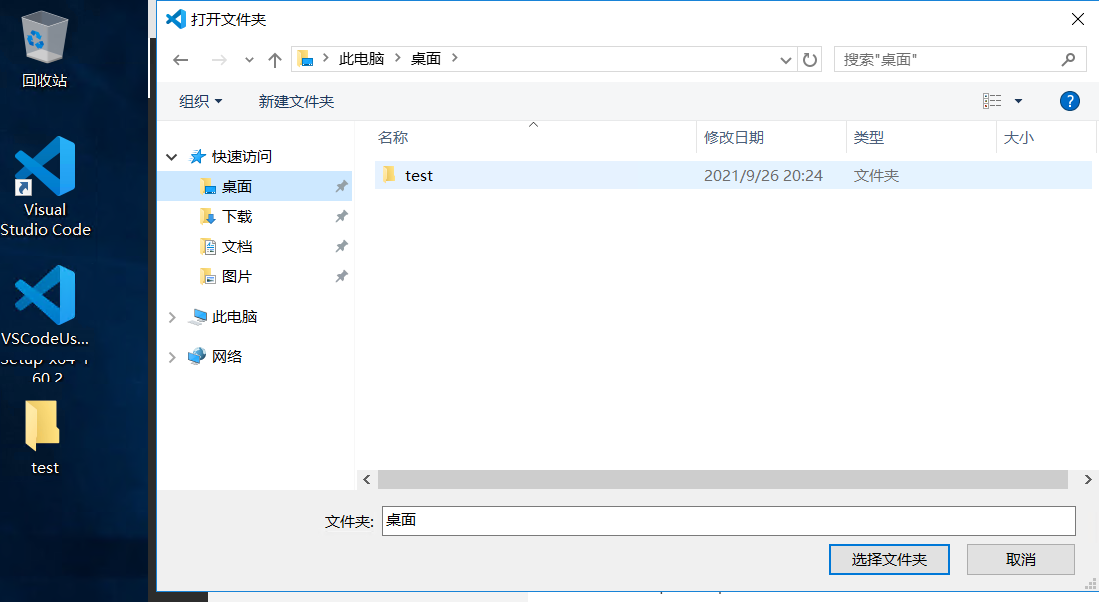 回收站
Visual
Studio Code
VSCodeUs...
60.2
test
打开文件夹
此电脑 桌面
搜索"桌面"
组织 新建文件夹
?
快速访问
桌面
下载
文档
图片
此电脑
网络
名称 修改日期 类型 大小
test 2021/9/26 20:24 文件夹
文件夹: 桌面
选择文件夹 取消